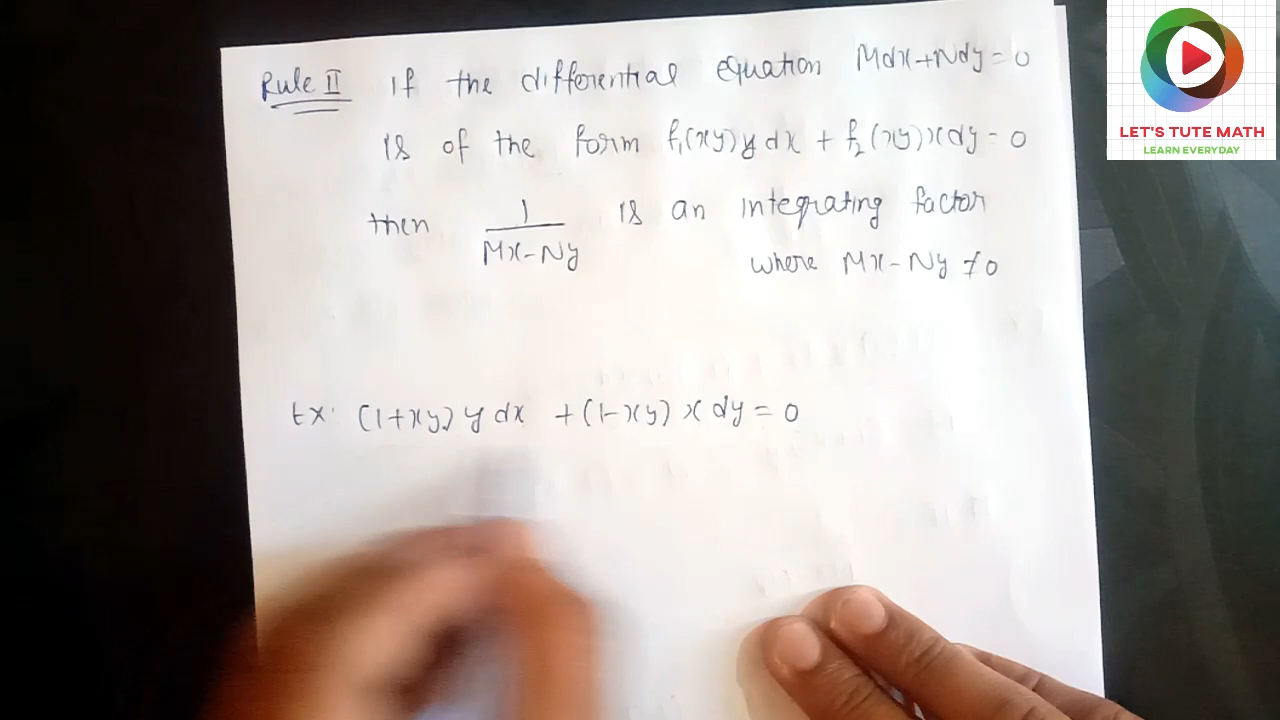 Rule II If the differential equation Mdx+Ndy=0
is of the form f₁(xy)ydx + f₂(xy)xdy=0
then 1/(Mx-Ny) is an integrating factor
where Mx-Ny ≠0
Ex: (1+xy) y dx +(1-xy) x dy = 0
LET'S TUTE MATH
LEARN EVERYDAY